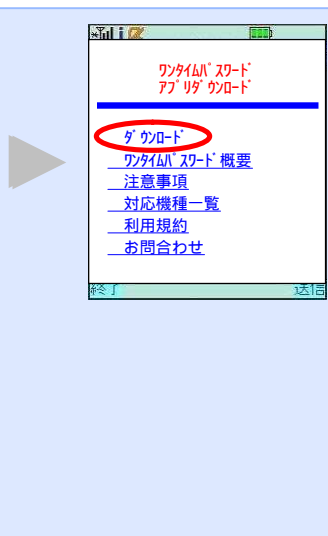 ﾜﾝﾀｲﾑﾊﾟｽﾜｰﾄﾞ
ｱﾌﾟﾘﾀﾞｳﾝﾛｰﾄﾞ
ﾀﾞｳﾝﾛｰﾄﾞ
ﾜﾝﾀｲﾑﾊﾟｽﾜｰﾄﾞ概要
注意事項
対応機種一覧
利用規約
お問合わせ
終了 送信